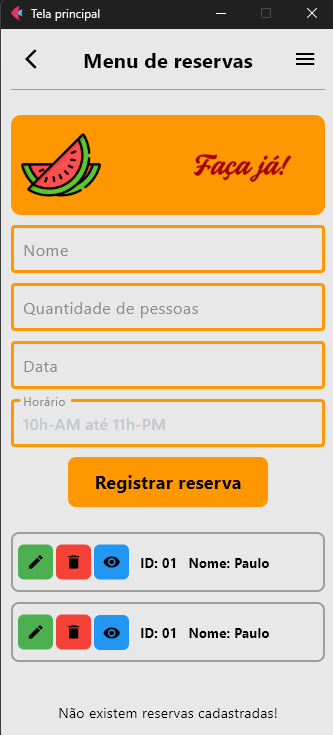 Tela principal
Menu de reservas
Faça já!
Nome
Quantidade de pessoas
Data
Horário
10h-AM até 11h-PM
Registrar reserva
ID: 01 Nome: Paulo
ID: 01 Nome: Paulo
Não existem reservas cadastradas!